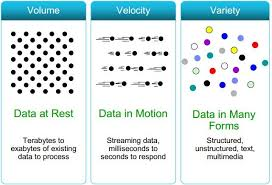 Volume
Data at Rest
Terabytes to
exabytes of existing
data to process
Velocity
Data in Motion
Streaming data,
milliseconds to
seconds to respond
Variety
Data in Many
Forms
Structured,
unstructured, text,
multimedia